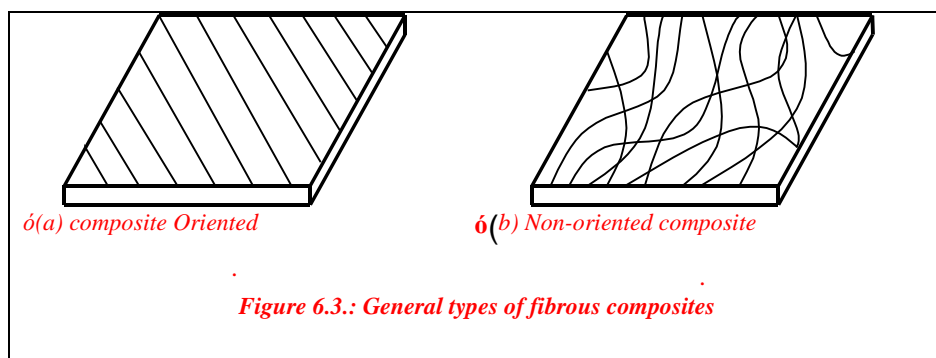 ó(a) composite Oriented
ó(b) Non-oriented composite
.
.
Figure 6.3.: General types of fibrous composites